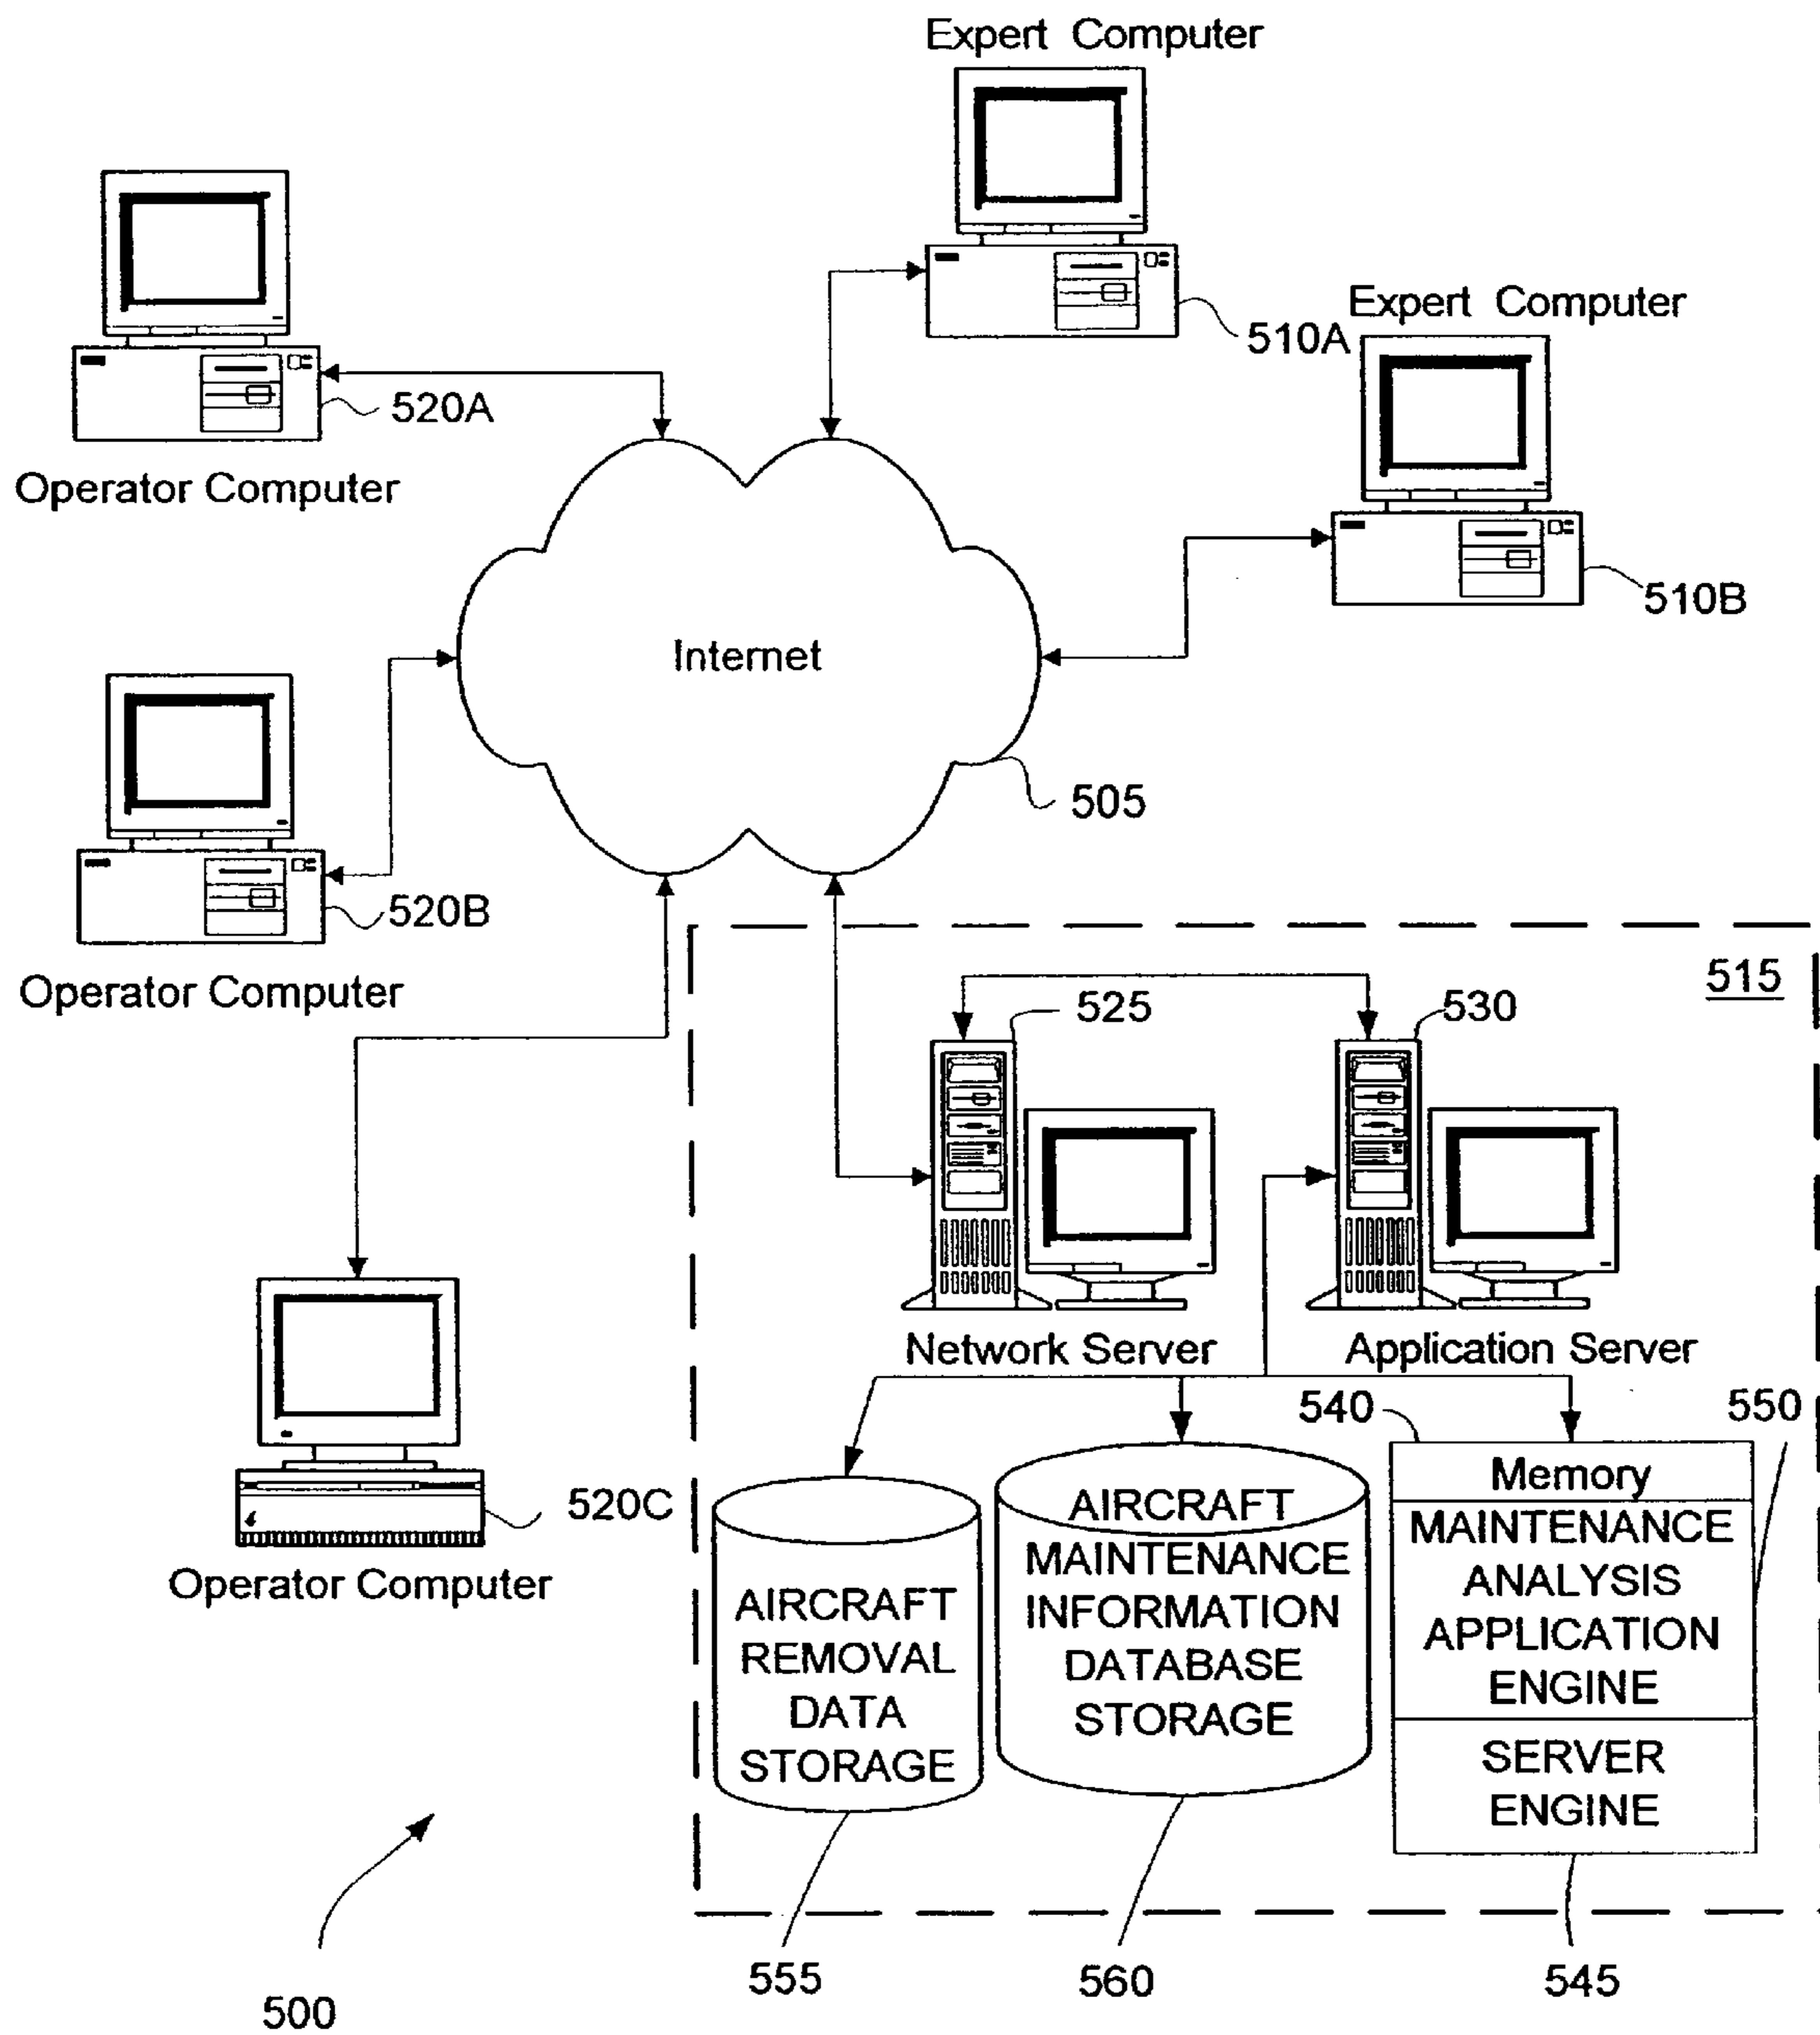 Expert Computer
510A
Expert Computer
510B
520A
Operator Computer
Internet
505
520B
Operator Computer
515
525
530
Network Server
Application Server
540
550
520C
Operator Computer
AIRCRAFT
REMOVAL
DATA
STORAGE
AIRCRAFT
MAINTENANCE
INFORMATION
DATABASE
STORAGE
Memory
MAINTENANCE
ANALYSIS
APPLICATION
ENGINE
SERVER
ENGINE
500
555
560
545